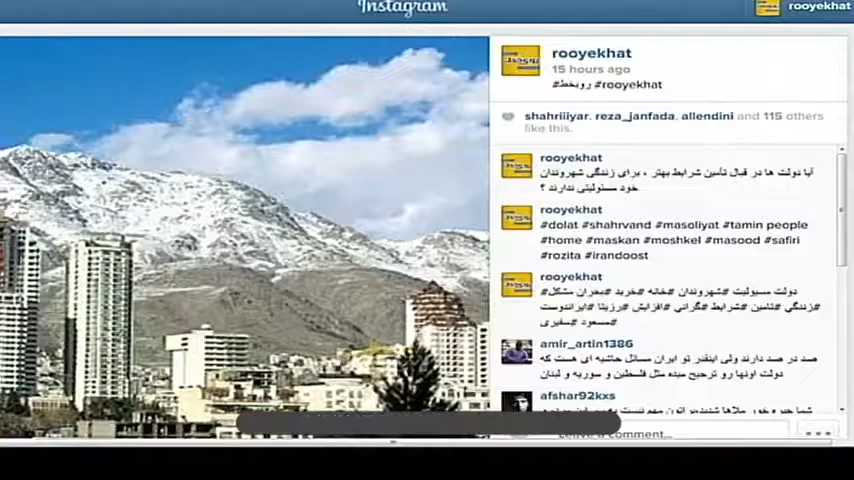 Instagram
rooyekhat
rooyekhat
15 hours ago
#روبخط #rooyekhat
shahriiiyar, reza_janfada, allendini and 115 others
like this.
rooyekhat
آیا دولت ها در قبال تأمین شرایط بهتر ، برای زندگی شهروندان
خود مسئولیتی ندارند ؟
rooyekhat
#dolat #shahrvand #masoliyat #tamin people
#home #maskan #moshkel #masood #safiri
#rozita #irandoost
rooyekhat
#دولت مسیولیت #شهروندان #خانه #خرید #بحران مشکل
#زندگی #تامین #شرایط #گرانی #افزایش #رزیتا #ایراندوست
#مسعود #سفیری
amir_artin1386
صد در صد دارند ولی اینقدر تو ایران مسائل حاشیه ای هست که
دولت اونها رو ترجیح میده مثل فلسطین و سوریه و لبنان
afshar92kxs
Leave a comment...